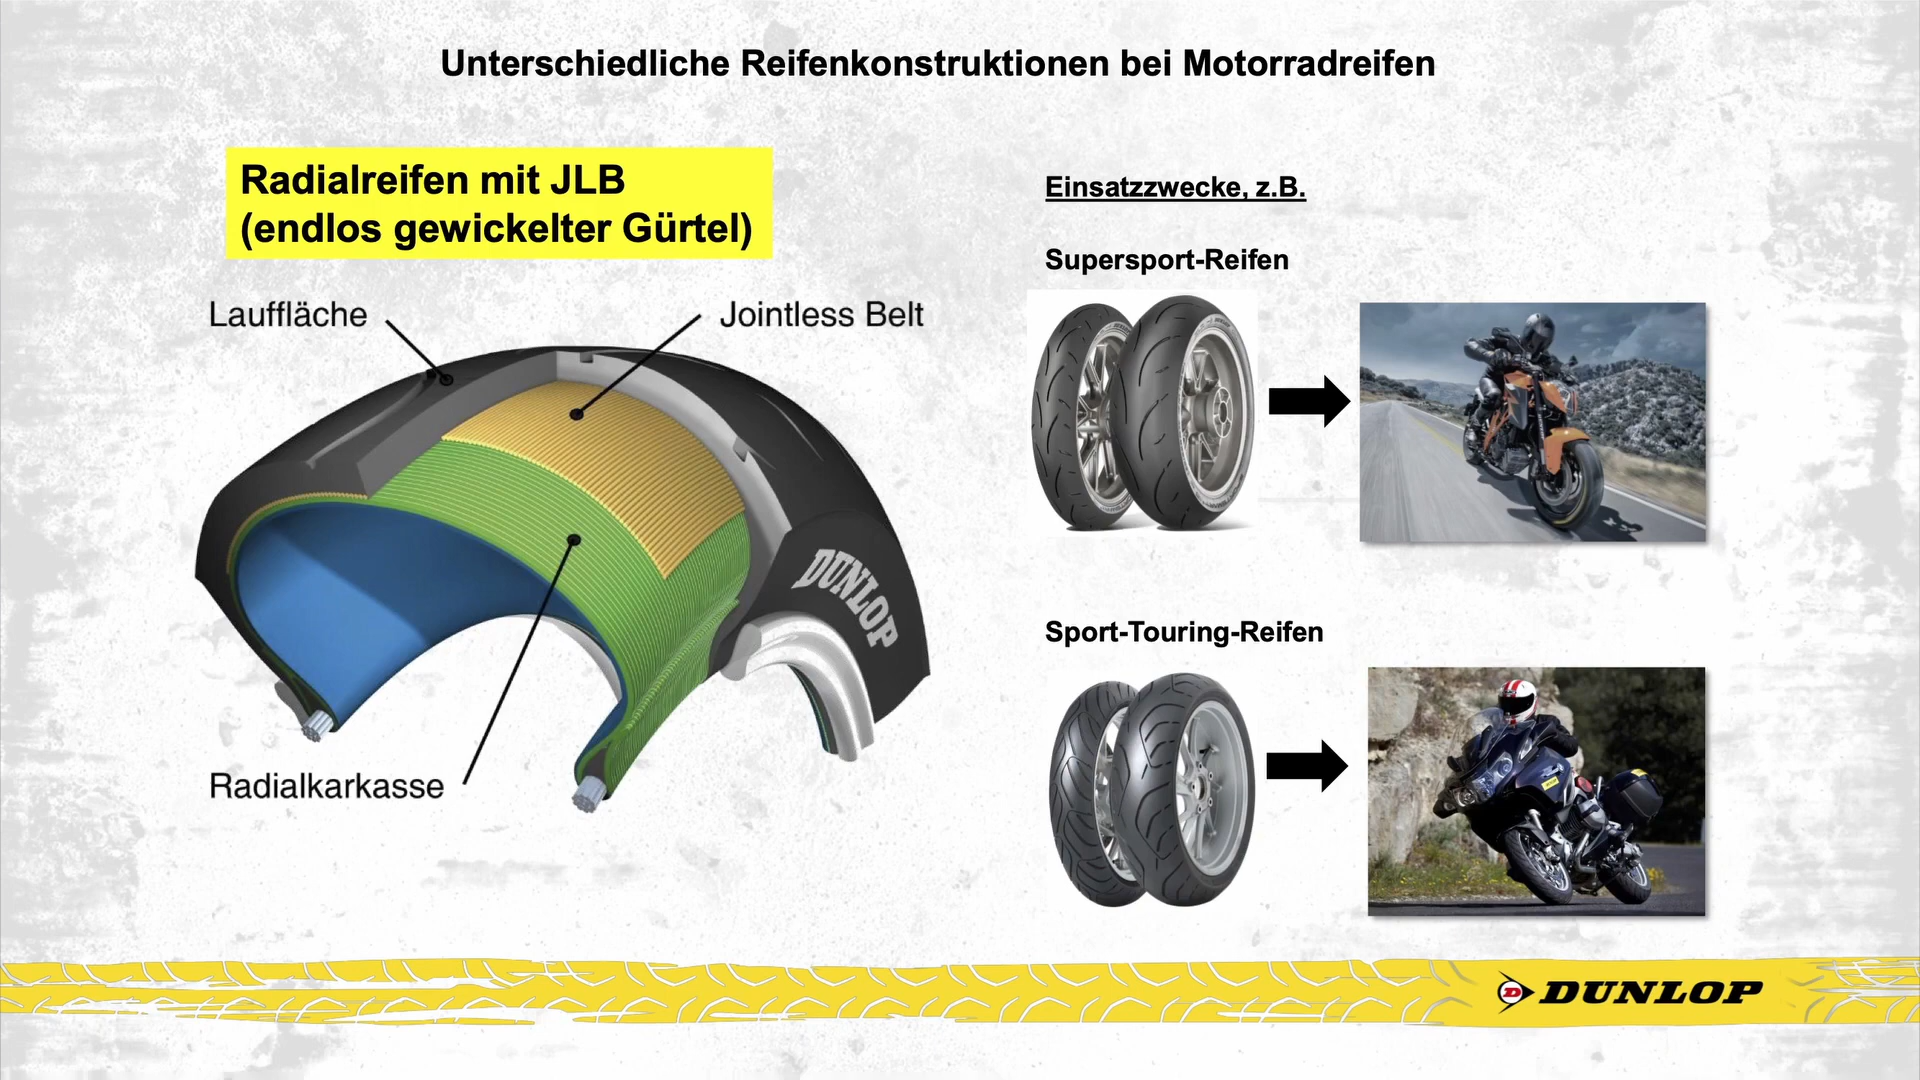 Unterschiedliche Reifenkonstruktionen bei Motorradreifen
Radialreifen mit JLB
(endlos gewickelter Gürtel)
Lauffläche
Jointless Belt
DUNLOP
Radialkarkasse
Einsatzzwecke, z.B.
Supersport-Reifen
Sport-Touring-Reifen
D DUNLOP